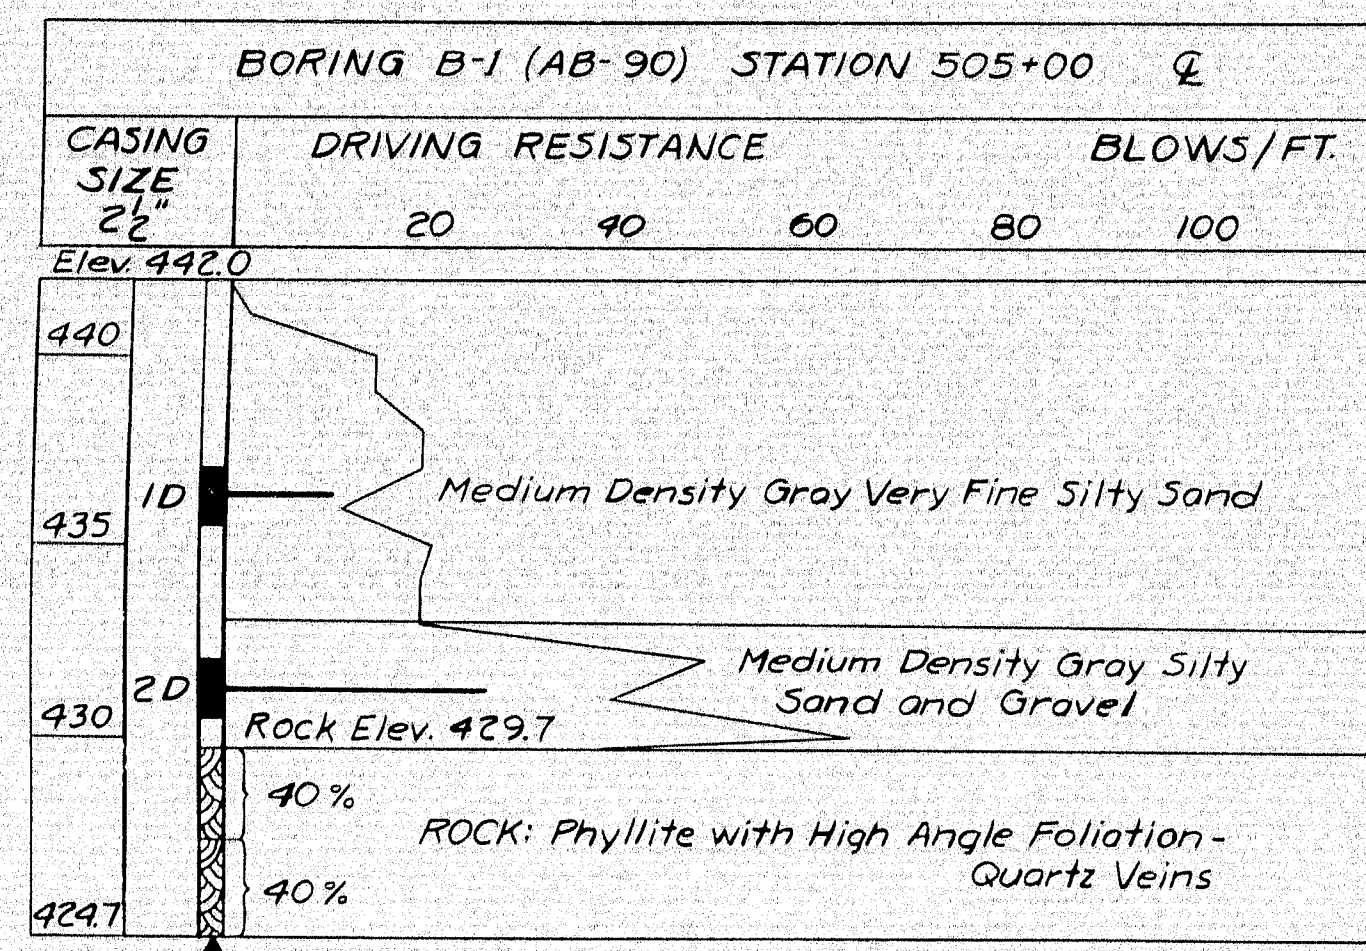 BORING B-1 (AB-90) STATION 505+00 ℄
CASING SIZE 2½"
DRIVING RESISTANCE BLOWS/FT.
20 40 60 80 100
Elev. 442.0
440
1D Medium Density Gray Very Fine Silty Sand
435
Medium Density Gray Silty
2D Sand and Gravel
430 Rock Elev. 429.7
40%
ROCK: Phyllite with High Angle Foliation-
Quartz Veins
40%
424.7